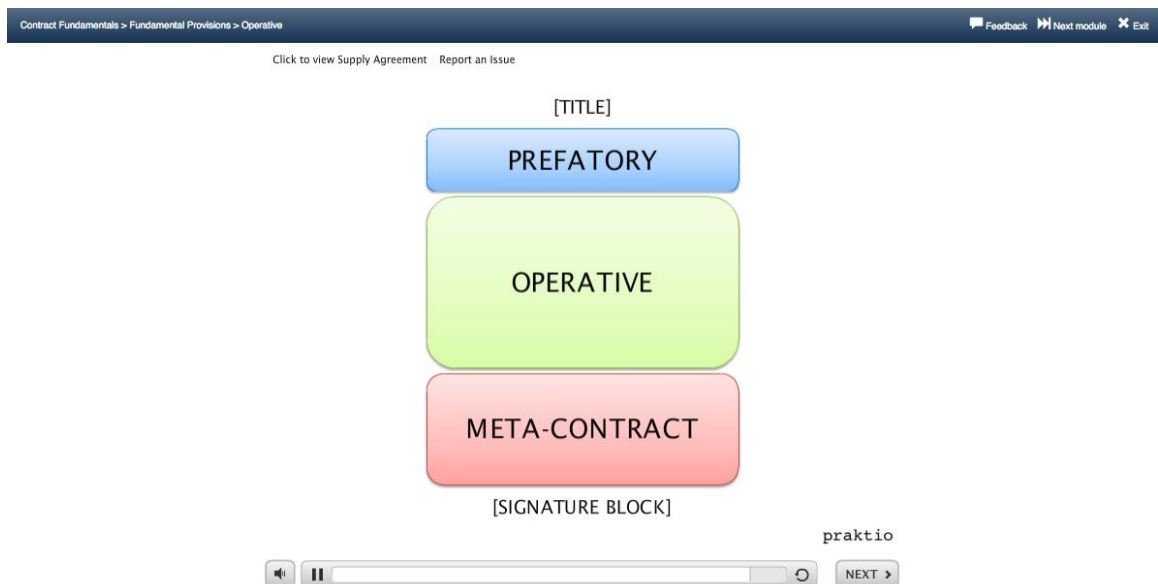 Contract Fundamentals > Fundamental Provisions > Operative
Feedback Next module Exit
Click to view Supply Agreement Report an Issue
[TITLE]
PREFATORY
OPERATIVE
META-CONTRACT
[SIGNATURE BLOCK]
praktio
NEXT >